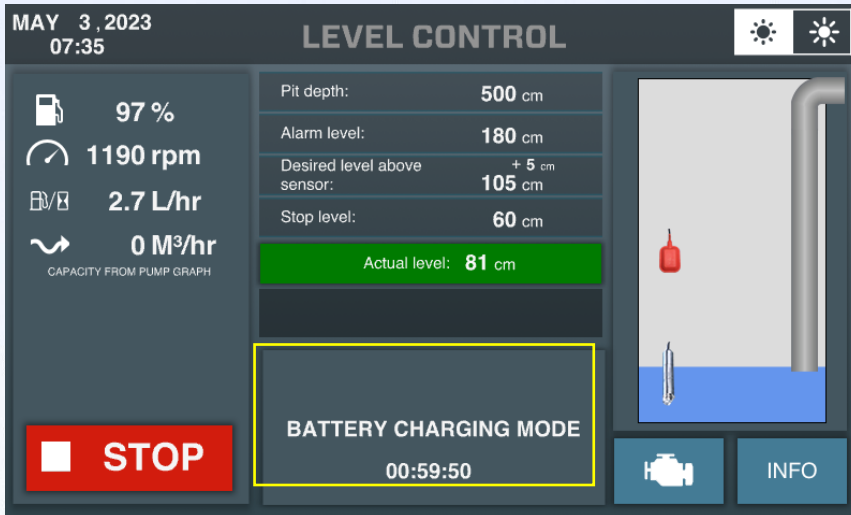 MAY 3,2023
07:35
LEVEL CONTROL
97 %
1190 rpm
2.7 L/hr
0 M³/hr
CAPACITY FROM PUMP GRAPH
STOP
Pit depth: 500 cm
Alarm level: 180 cm
Desired level above sensor: + 5 cm
105 cm
Stop level: 60 cm
Actual level: 81 cm
BATTERY CHARGING MODE
00:59:50
INFO